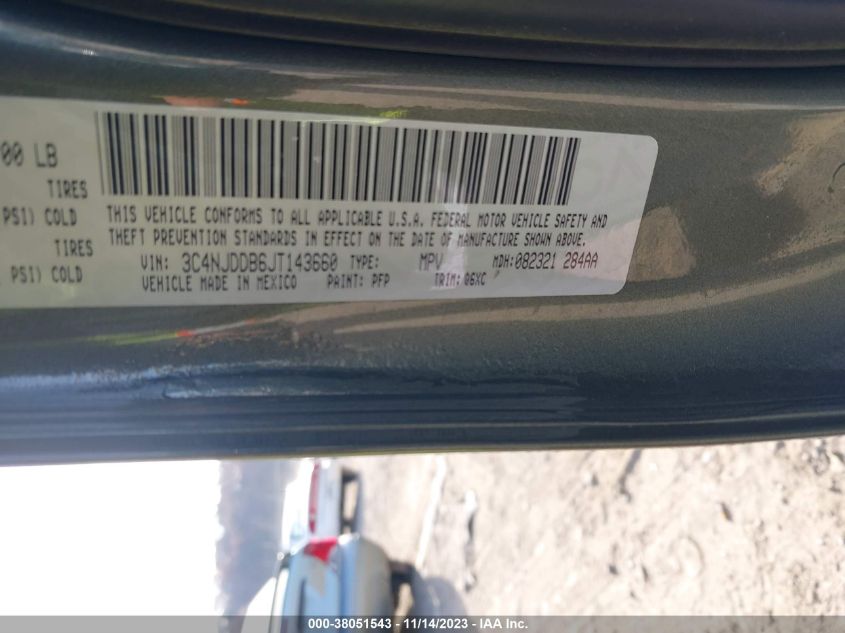 00 LB
TIRES
PSI) COLD
TIRES
PSI) COLD
THIS VEHICLE CONFORMS TO ALL APPLICABLE U.S.A. FEDERAL MOTOR VEHICLE SAFETY AND
THEFT PREVENTION STANDARDS IN EFFECT ON THE DATE OF MANUFACTURE SHOWN ABOVE.
VIN: 3C4NJDDB6JT143660 TYPE: MPV MDH:082321 284AA
VEHICLE MADE IN MEXICO PAINT: PFP TRIM: Q6XC
000-38051543 - 11/14/2023 - IAA Inc.